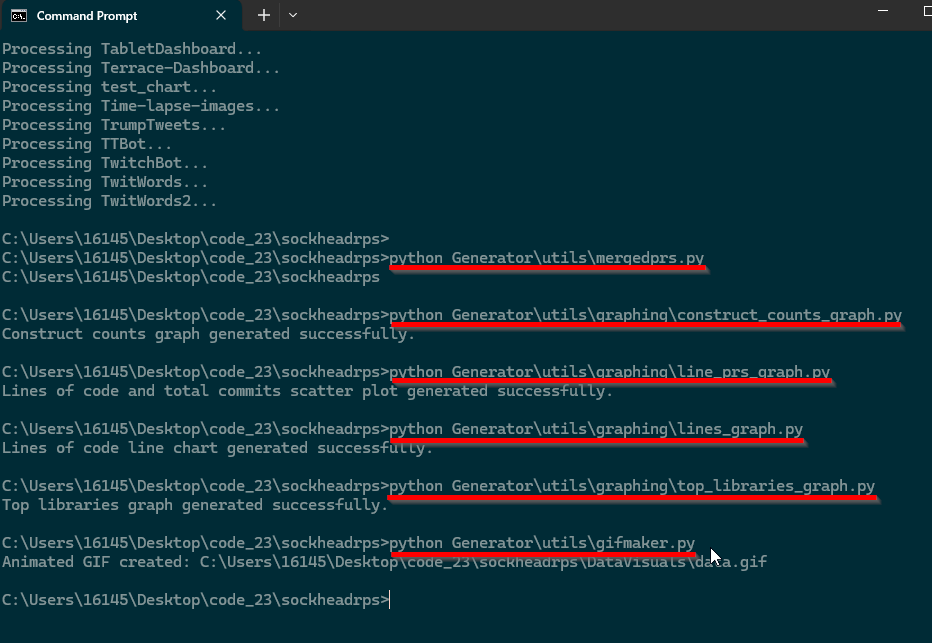 Command Prompt
Processing TabletDashboard...
Processing Terrace-Dashboard...
Processing test_chart...
Processing Time-lapse-images...
Processing TrumpTweets...
Processing TTBot...
Processing TwitchBot...
Processing TwitWords...
Processing TwitWords2...
C:\Users\16145\Desktop\code_23\sockheadrps>
C:\Users\16145\Desktop\code_23\sockheadrps>python Generator\utils\mergedprs.py
C:\Users\16145\Desktop\code_23\sockheadrps
C:\Users\16145\Desktop\code_23\sockheadrps>python Generator\utils\graphing\construct_counts_graph.py
Construct counts graph generated successfully.
C:\Users\16145\Desktop\code_23\sockheadrps>python Generator\utils\graphing\line_prs_graph.py
Lines of code and total commits scatter plot generated successfully.
C:\Users\16145\Desktop\code_23\sockheadrps>python Generator\utils\graphing\lines_graph.py
Lines of code line chart generated successfully.
C:\Users\16145\Desktop\code_23\sockheadrps>python Generator\utils\graphing\top_libraries_graph.py
Top libraries graph generated successfully.
C:\Users\16145\Desktop\code_23\sockheadrps>python Generator\utils\gifmaker.py
Animated GIF created: C:\Users\16145\Desktop\code_23\sockheadrps\DataVisuals\data.gif
C:\Users\16145\Desktop\code_23\sockheadrps>